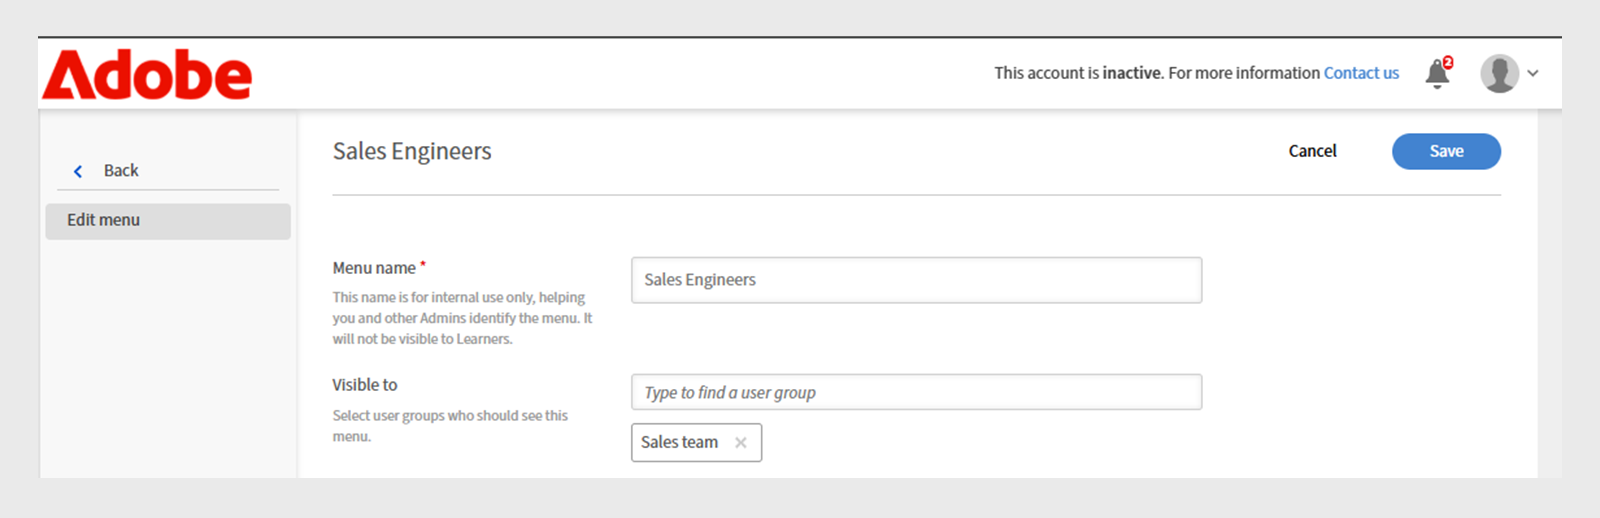 Adobe
This account is inactive. For more information Contact us
2
Back
Edit menu
Sales Engineers
Cancel
Save
Menu name *
This name is for internal use only, helping
you and other Admins identify the menu. It
will not be visible to Learners.
Sales Engineers
Visible to
Select user groups who should see this
menu.
Type to find a user group
Sales team